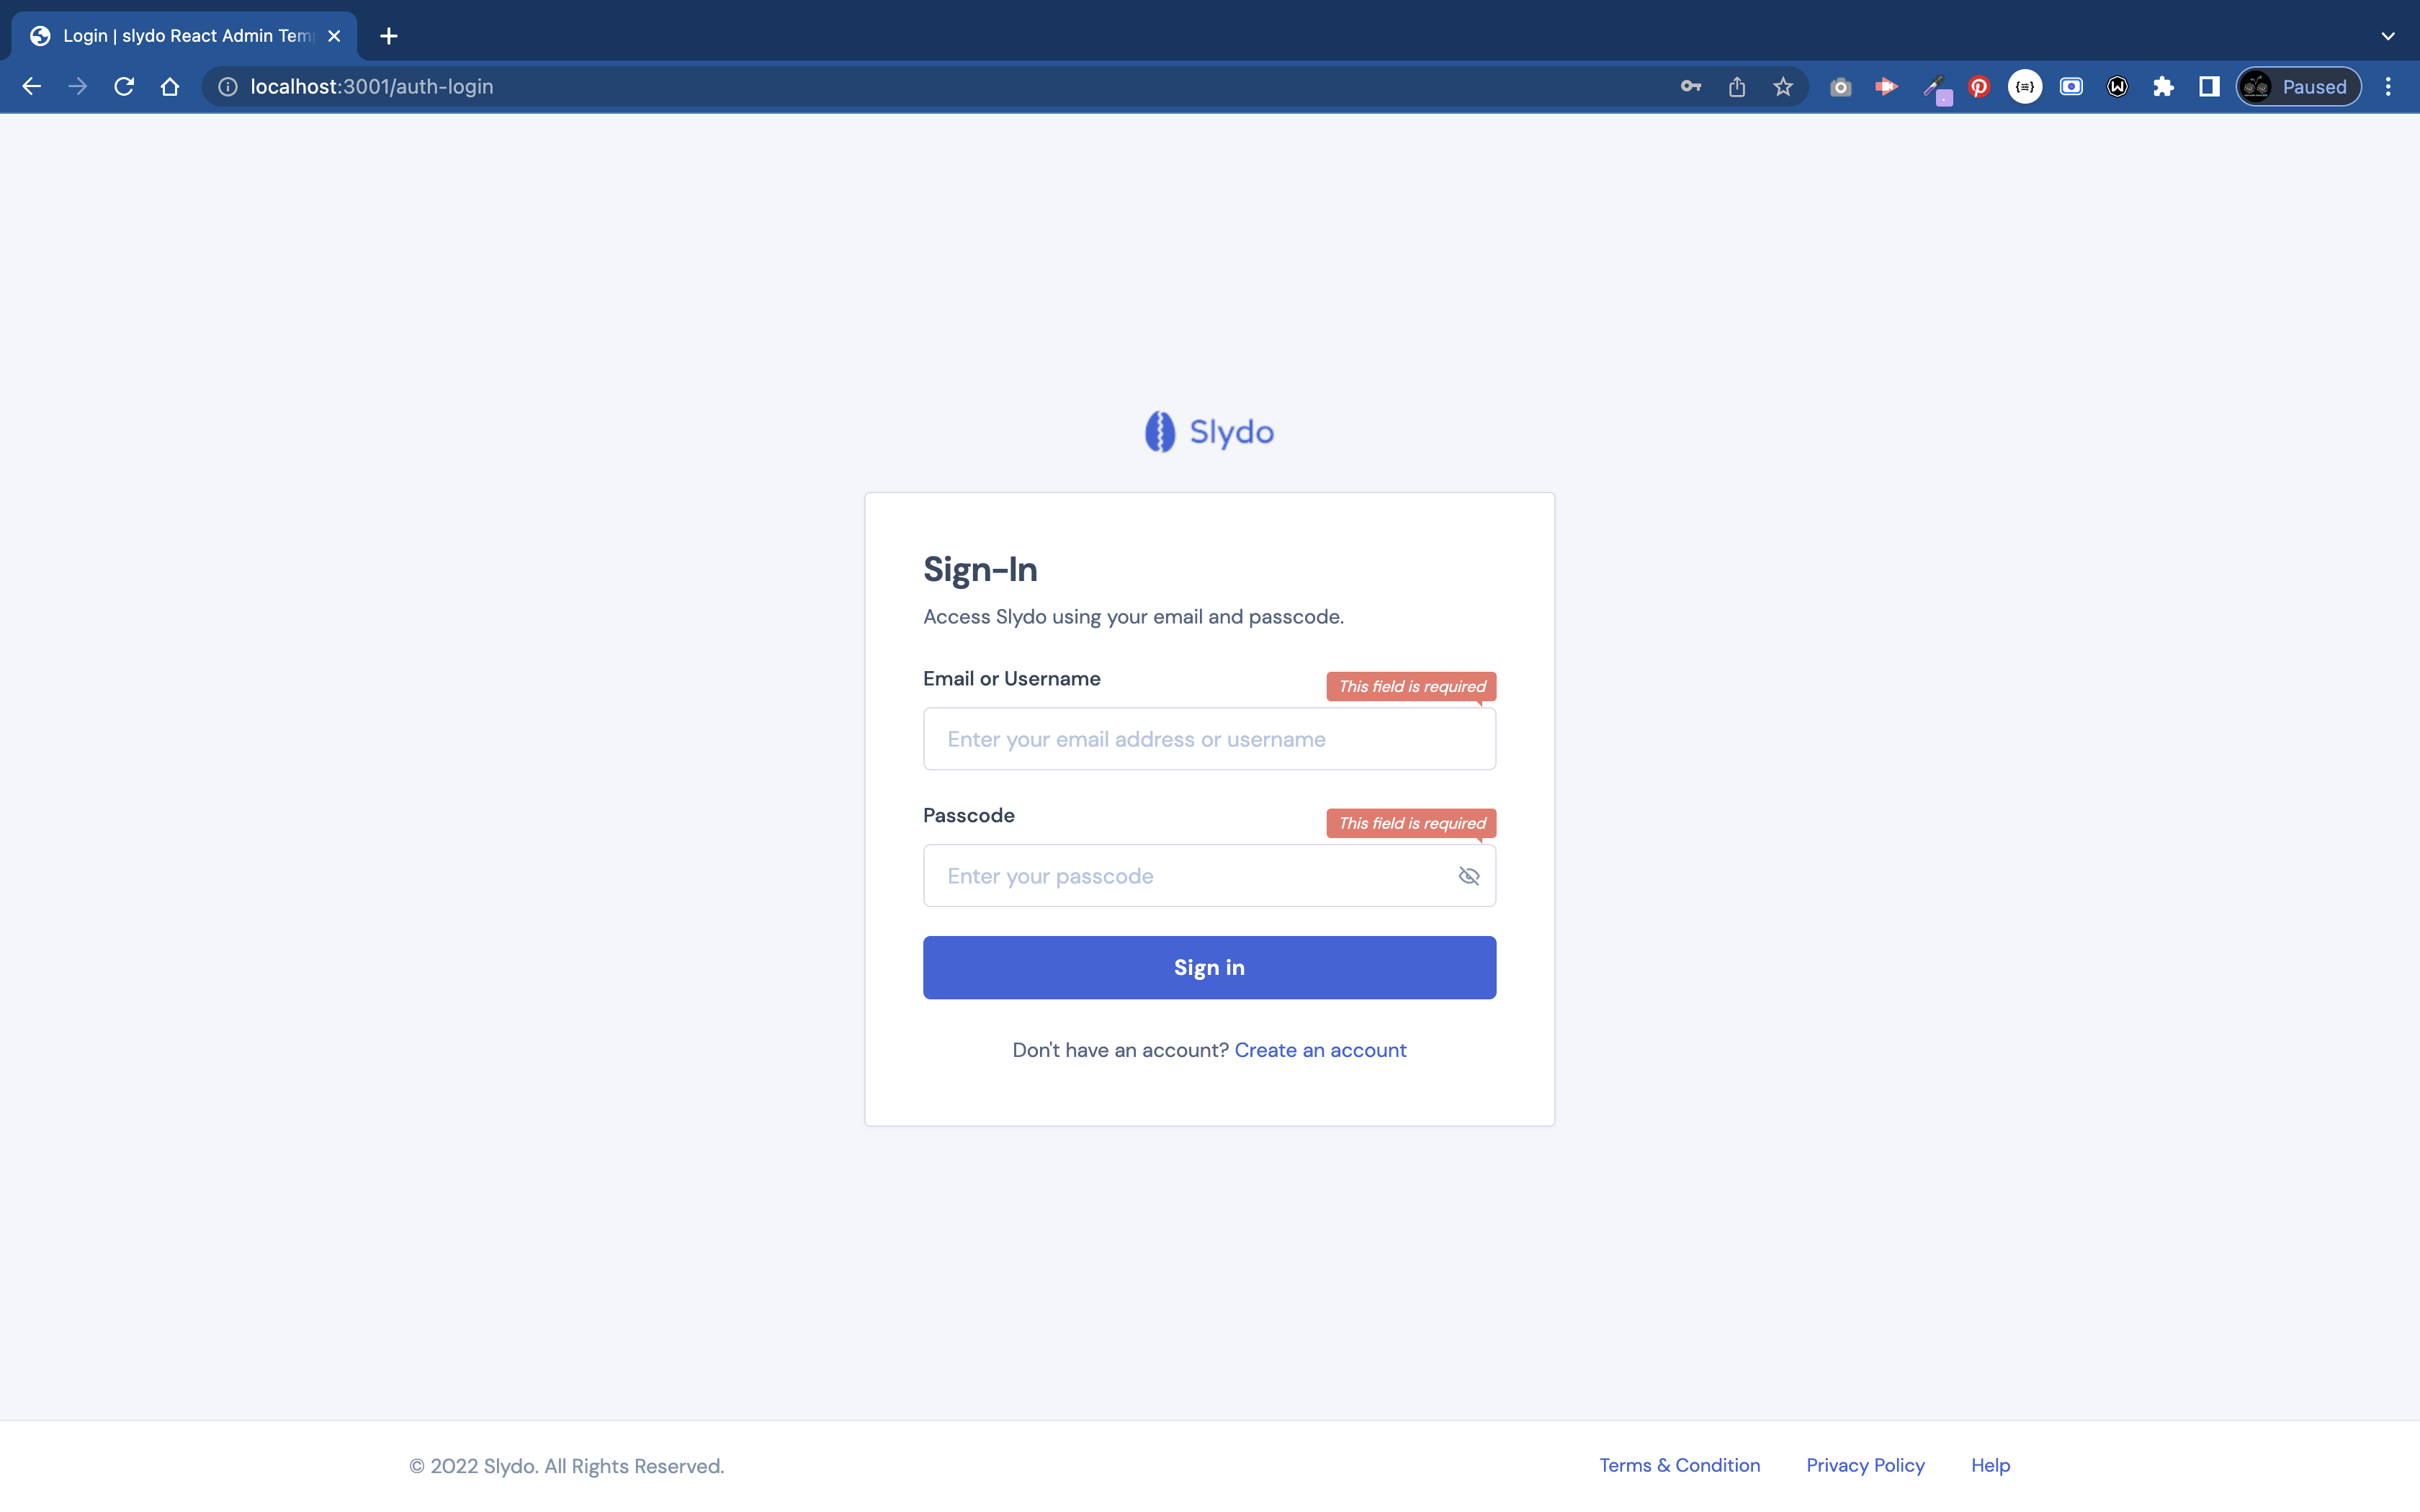 Login | slydo React Admin Tem
localhost:3001/auth-login
Paused
Slydo
Sign-In
Access Slydo using your email and passcode.
Email or Username
This field is required
Enter your email address or username
Passcode
This field is required
Enter your passcode
Sign in
Don't have an account? Create an account
© 2022 Slydo. All Rights Reserved.
Terms & Condition
Privacy Policy
Help